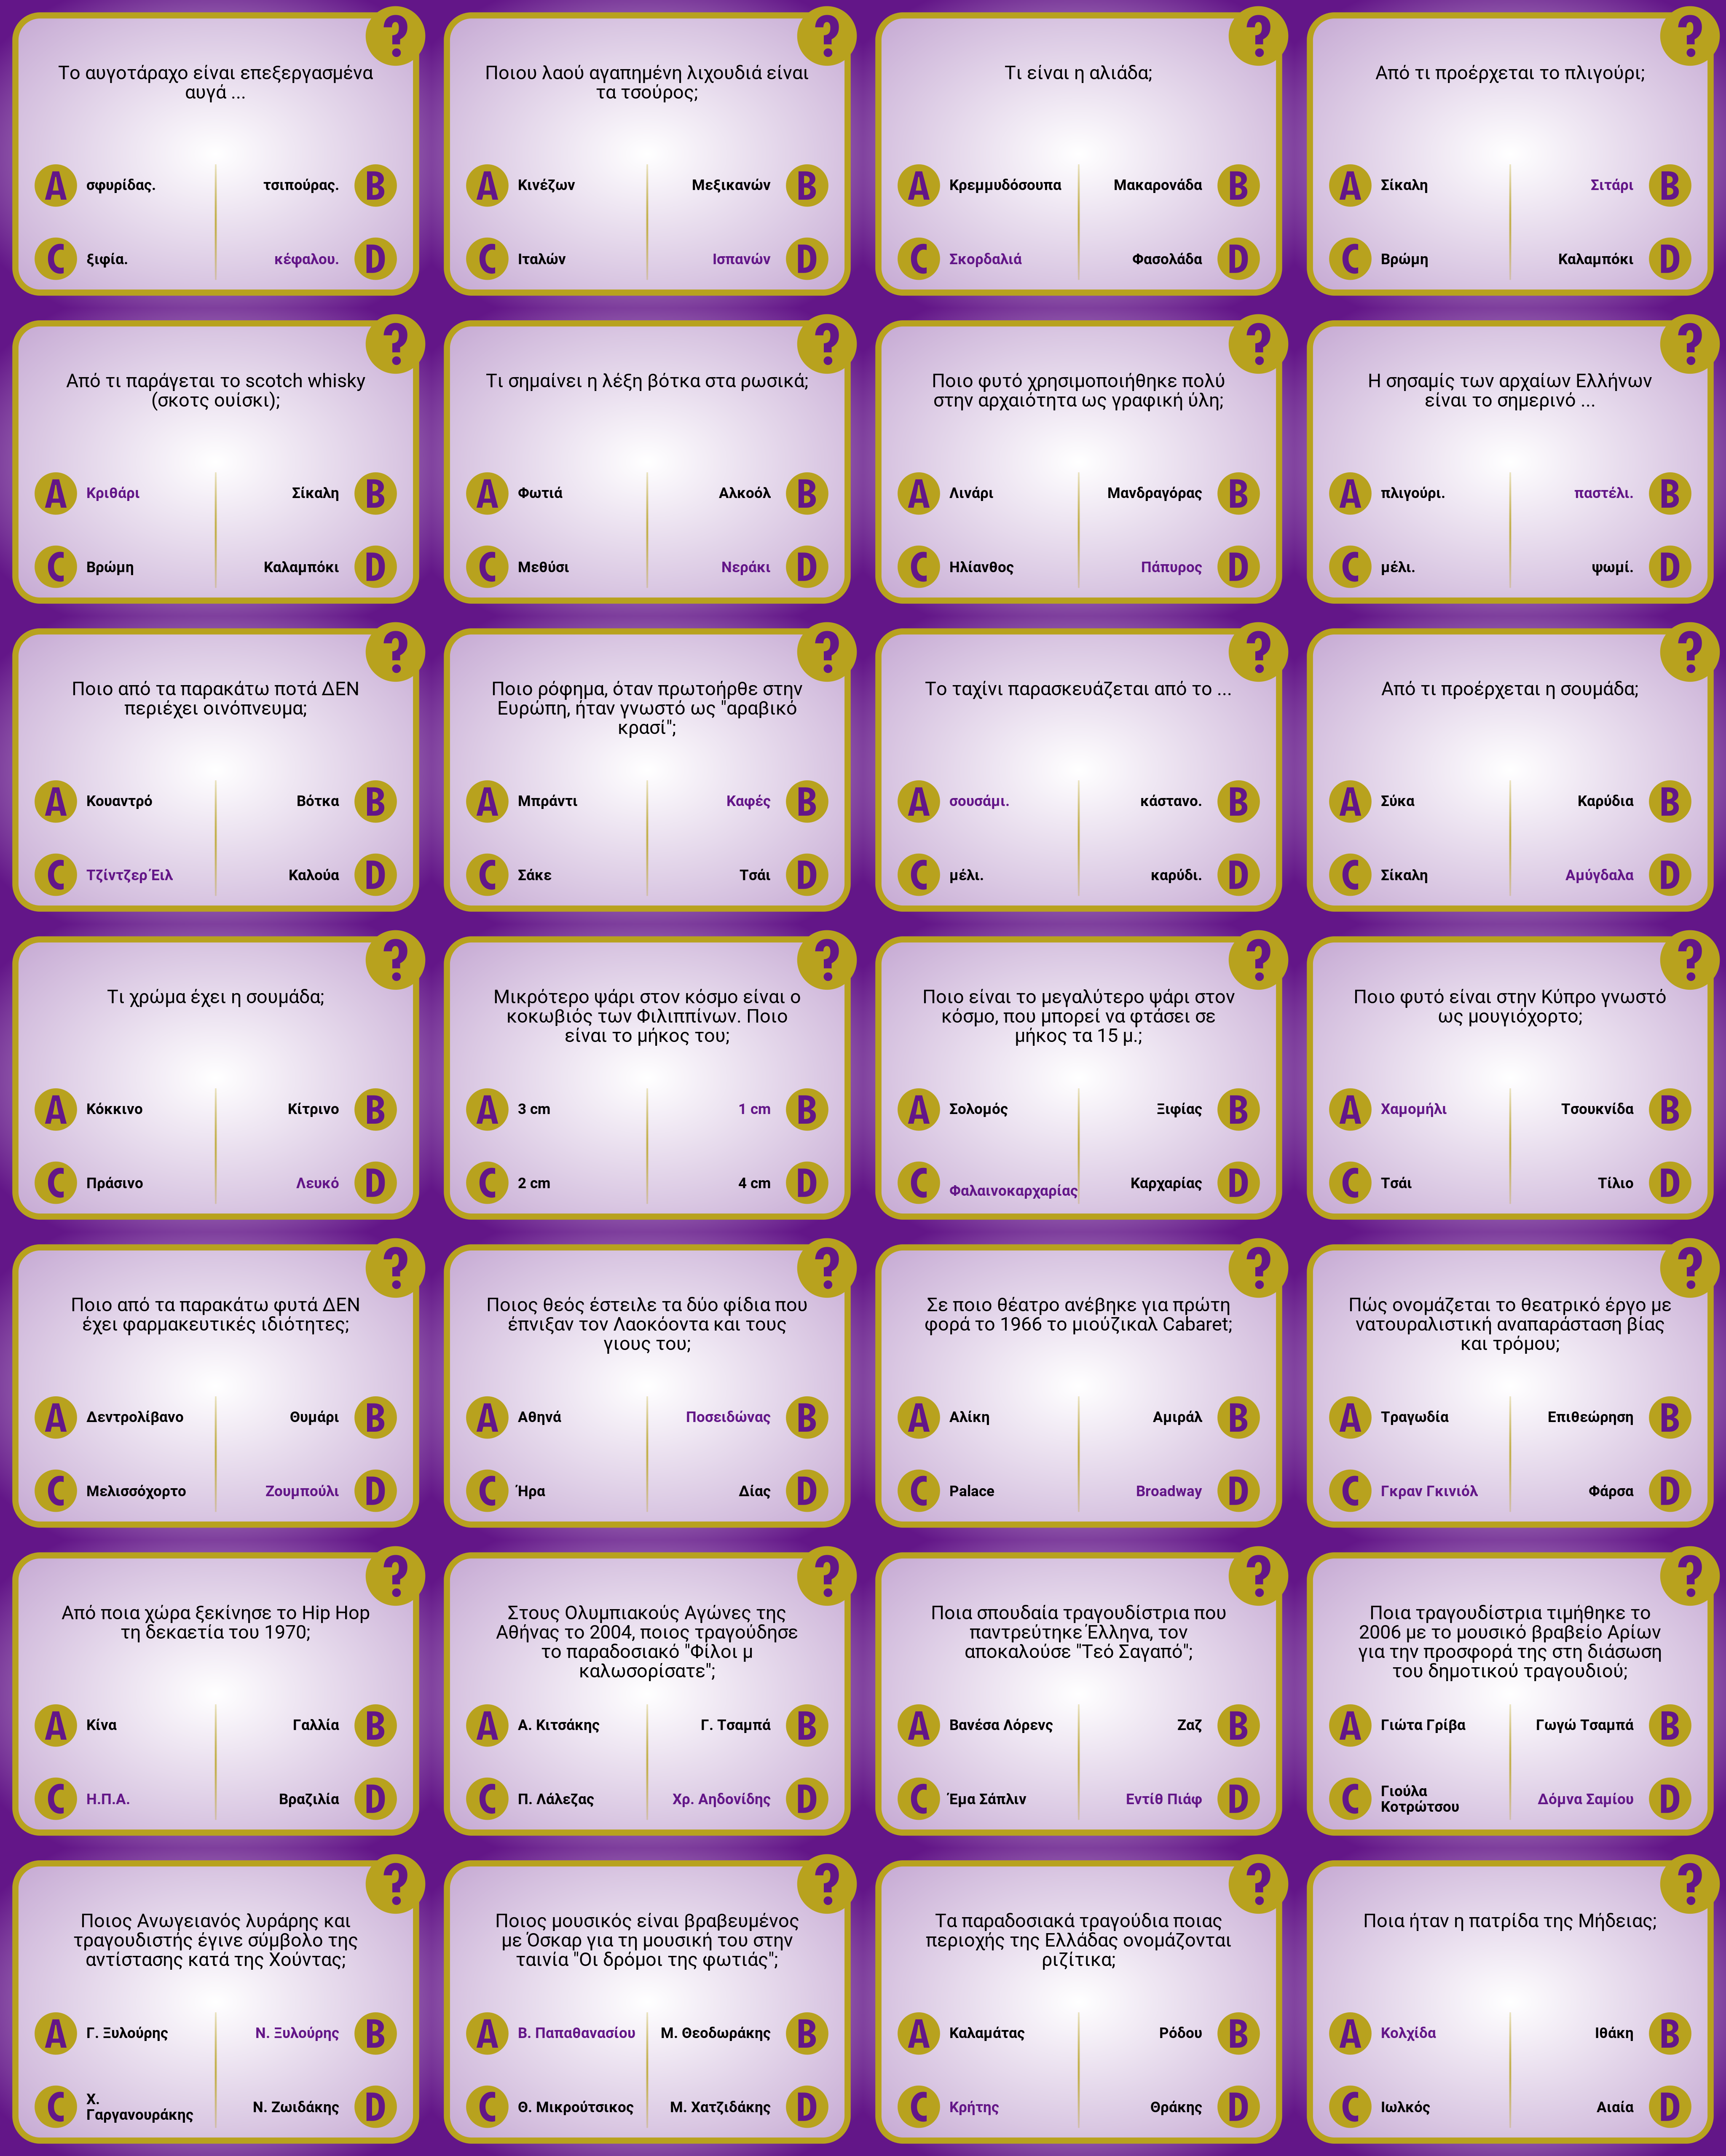 ?
Το αυγοτάραχο είναι επεξεργασμένα
αυγά ...
A σφυρίδας.
τσιπούρας. B
C ξιφία.
κέφαλου. D
?
Ποιου λαού αγαπημένη λιχουδιά είναι
τα τσούρος;
A Κινέζων
Μεξικανών B
C Ιταλών
Ισπανών D
?
Τι είναι η αλιάδα;
A Κρεμμυδόσουπα
Μακαρονάδα B
C Σκορδαλιά
Φασολάδα D
?
Από τι προέρχεται το πλιγούρι;
A Σίκαλη
Σιτάρι B
C Βρώμη
Καλαμπόκι D
?
Από τι παράγεται το scotch whisky
(σκοτς ουίσκι);
A Κριθάρι
Σίκαλη B
C Βρώμη
Καλαμπόκι D
?
Τι σημαίνει η λέξη βότκα στα ρωσικά;
A Φωτιά
Αλκοόλ B
C Μεθύσι
Νεράκι D
?
Ποιο φυτό χρησιμοποιήθηκε πολύ
στην αρχαιότητα ως γραφική ύλη;
A Λινάρι
Μανδραγόρας B
C Ηλίανθος
Πάπυρος D
?
Η σησαμίς των αρχαίων Ελλήνων
είναι το σημερινό ...
A πλιγούρι.
παστέλι. B
C μέλι.
ψωμί. D
?
Ποιο από τα παρακάτω ποτά ΔΕΝ
περιέχει οινόπνευμα;
A Κουαντρό
Βότκα B
C Τζίντζερ Έιλ
Καλούα D
?
Ποιο ρόφημα, όταν πρωτοήρθε στην
Ευρώπη, ήταν γνωστό ως "αραβικό
κρασί";
A Μπράντι
Καφές B
C Σάκε
Τσάι D
?
Το ταχίνι παρασκευάζεται από το ...
A σουσάμι.
κάστανο. B
C μέλι.
καρύδι. D
?
Από τι προέρχεται η σουμάδα;
A Σύκα
Καρύδια B
C Σίκαλη
Αμύγδαλα D
?
Τι χρώμα έχει η σουμάδα;
A Κόκκινο
Κίτρινο B
C Πράσινο
Λευκό D
?
Μικρότερο ψάρι στον κόσμο είναι ο
κοκωβιός των Φιλιππίνων. Ποιο
είναι το μήκος του;
A 3 cm
1 cm B
C 2 cm
4 cm D
?
Ποιο είναι το μεγαλύτερο ψάρι στον
κόσμο, που μπορεί να φτάσει σε
μήκος τα 15 μ.;
A Σολομός
Ξιφίας B
C Φαλαινοκαρχαρίας
Καρχαρίας D
?
Ποιο φυτό είναι στην Κύπρο γνωστό
ως μουγιόχορτο;
A Χαμομήλι
Τσουκνίδα B
C Τσάι
Τίλιο D
?
Ποιο από τα παρακάτω φυτά ΔΕΝ
έχει φαρμακευτικές ιδιότητες;
A Δεντρολίβανο
Θυμάρι B
C Μελισσόχορτο
Ζουμπούλι D
?
Ποιος θεός έστειλε τα δύο φίδια που
έπνιξαν τον Λαοκόοντα και τους
γιους του;
A Αθηνά
Ποσειδώνας B
C Ήρα
Δίας D
?
Σε ποιο θέατρο ανέβηκε για πρώτη
φορά το 1966 το μιούζικαλ Cabaret;
A Αλίκη
Αμιράλ B
C Palace
Broadway D
?
Πώς ονομάζεται το θεατρικό έργο με
νατουραλιστική αναπαράσταση βίας
και τρόμου;
A Τραγωδία
Επιθεώρηση B
C Γκραν Γκινιόλ
Φάρσα D
?
Από ποια χώρα ξεκίνησε το Hip Hop
τη δεκαετία του 1970;
A Κίνα
Γαλλία B
C Η.Π.Α.
Βραζιλία D
?
Στους Ολυμπιακούς Αγώνες της
Αθήνας το 2004, ποιος τραγούδησε
το παραδοσιακό "Φίλοι μ
καλωσορίσατε";
A Α. Κιτσάκης
Γ. Τσαμπά B
C Π. Λάλεζας
Χρ. Αηδονίδης D
?
Ποια σπουδαία τραγουδίστρια που
παντρεύτηκε Έλληνα, τον
αποκαλούσε "Τεό Σαγαπό";
A Βανέσα Λόρενς
Ζαζ B
C Έμα Σάπλιν
Εντίθ Πιάφ D
?
Ποια τραγουδίστρια τιμήθηκε το
2006 με το μουσικό βραβείο Αρίων
για την προσφορά της στη διάσωση
του δημοτικού τραγουδιού;
A Γιώτα Γρίβα
Γωγώ Τσαμπά B
C Γιούλα
Κοτρώτσου
Δόμνα Σαμίου D
?
Ποιος Ανωγειανός λυράρης και
τραγουδιστής έγινε σύμβολο της
αντίστασης κατά της Χούντας;
A Γ. Ξυλούρης
Ν. Ξυλούρης B
C Χ.
Γαργανουράκης
Ν. Ζωιδάκης D
?
Ποιος μουσικός είναι βραβευμένος
με Όσκαρ για τη μουσική του στην
ταινία "Οι δρόμοι της φωτιάς";
A Β. Παπαθανασίου
Μ. Θεοδωράκης B
C Θ. Μικρούτσικος
Μ. Χατζιδάκης D
?
Τα παραδοσιακά τραγούδια ποιας
περιοχής της Ελλάδας ονομάζονται
ριζίτικα;
A Καλαμάτας
Ρόδου B
C Κρήτης
Θράκης D
?
Ποια ήταν η πατρίδα της Μήδειας;
A Κολχίδα
Ιθάκη B
C Ιωλκός
Αιαία D